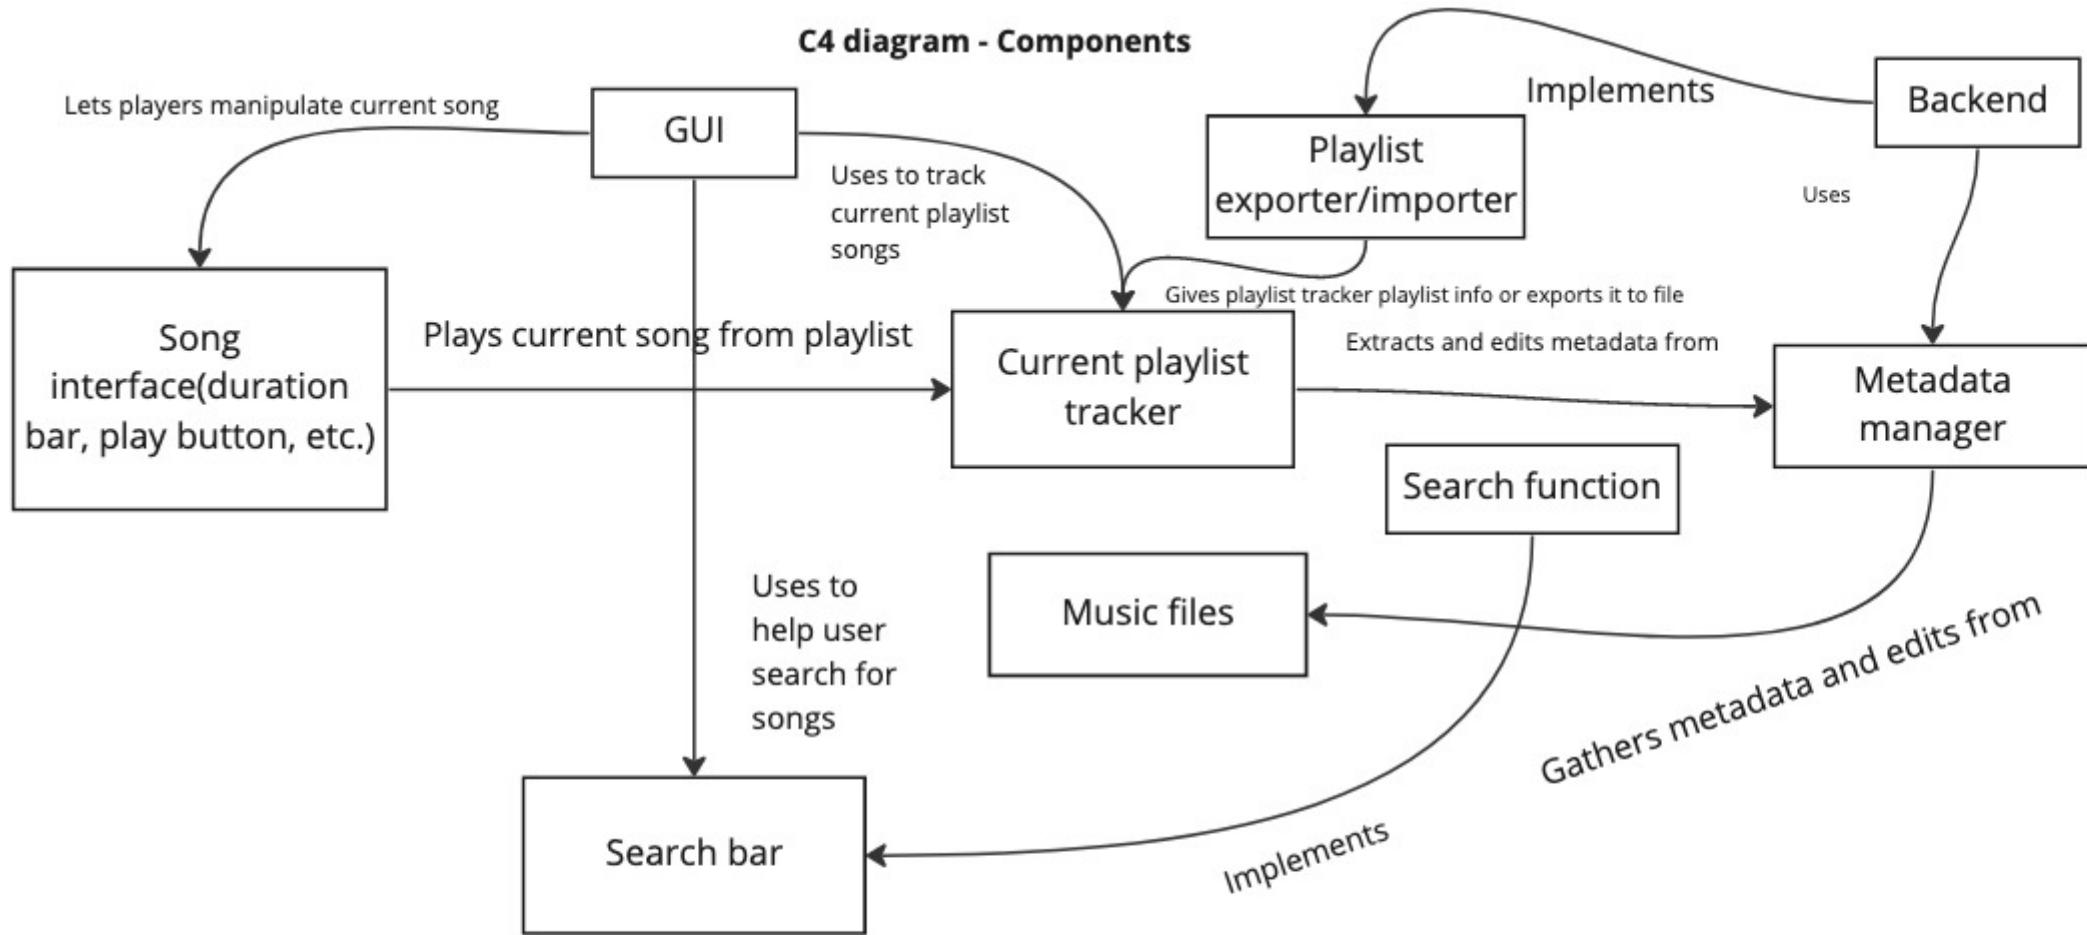 C4 diagram - Components
Lets players manipulate current song
GUI
Implements
Backend
Playlist
exporter/importer
Uses to track
current playlist
songs
Uses
Gives playlist tracker playlist info or exports it to file
Song
interface(duration
bar, play button, etc.)
Plays current song from playlist
Current playlist
tracker
Extracts and edits metadata from
Metadata
manager
Search function
Music files
Uses to
help user
search for
songs
Gathers metadata and edits from
Search bar
Implements